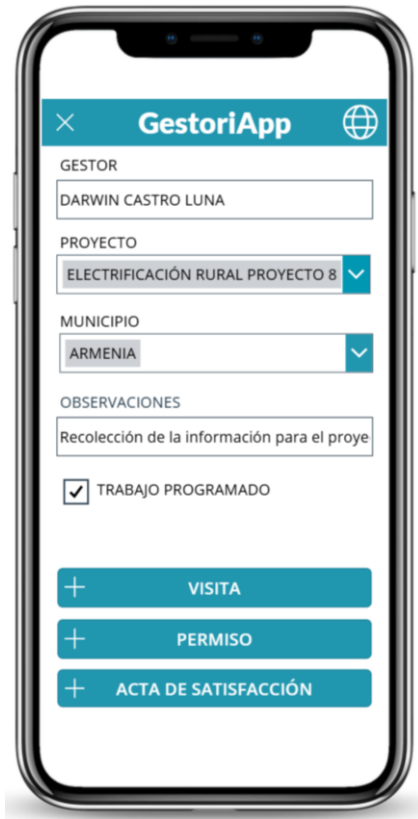 GestoriApp
GESTOR
DARWIN CASTRO LUNA
PROYECTO
ELECTRIFICACIÓN RURAL PROYECTO 8
MUNICIPIO
ARMENIA
OBSERVACIONES
Recolección de la información para el proye
TRABAJO PROGRAMADO
VISITA
PERMISO
ACTA DE SATISFACCIÓN